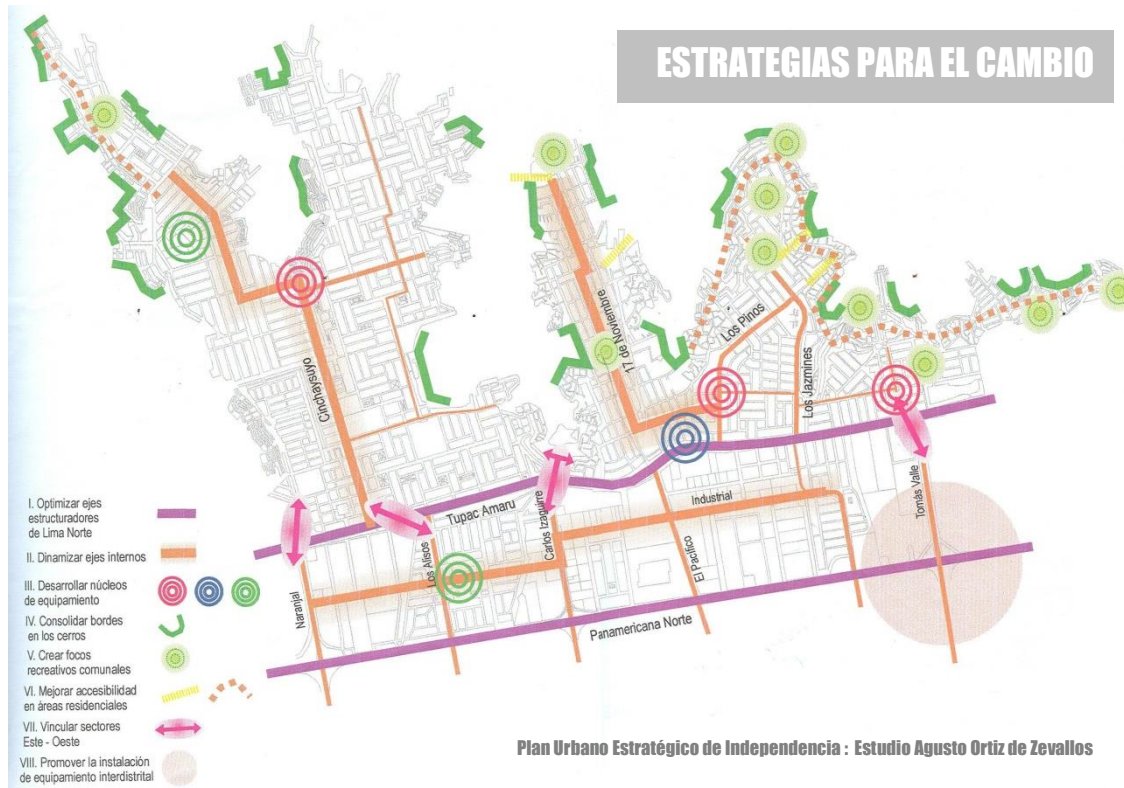 ESTRATEGIAS PARA EL CAMBIO
17 de Noviembre
Los Pinos
Los Jazmines
Cinchaysuyo
Tupac Amaru
Carlos Izaguirre
Industrial
Tomás Valle
Los Alisos
El Pacífico
Naranjal
Panamericana Norte
I. Optimizar ejes
estructuradores
de Lima Norte
II. Dinamizar ejes internos
III. Desarrollar núcleos
de equipamiento
IV. Consolidar bordes
en los cerros
V. Crear focos
recreativos comunales
VI. Mejorar accesibilidad
en áreas residenciales
VII. Vincular sectores
Este - Oeste
VIII. Promover la instalación
de equipamiento interdistrital
Plan Urbano Estratégico de Independencia : Estudio Agusto Ortiz de Zevallos